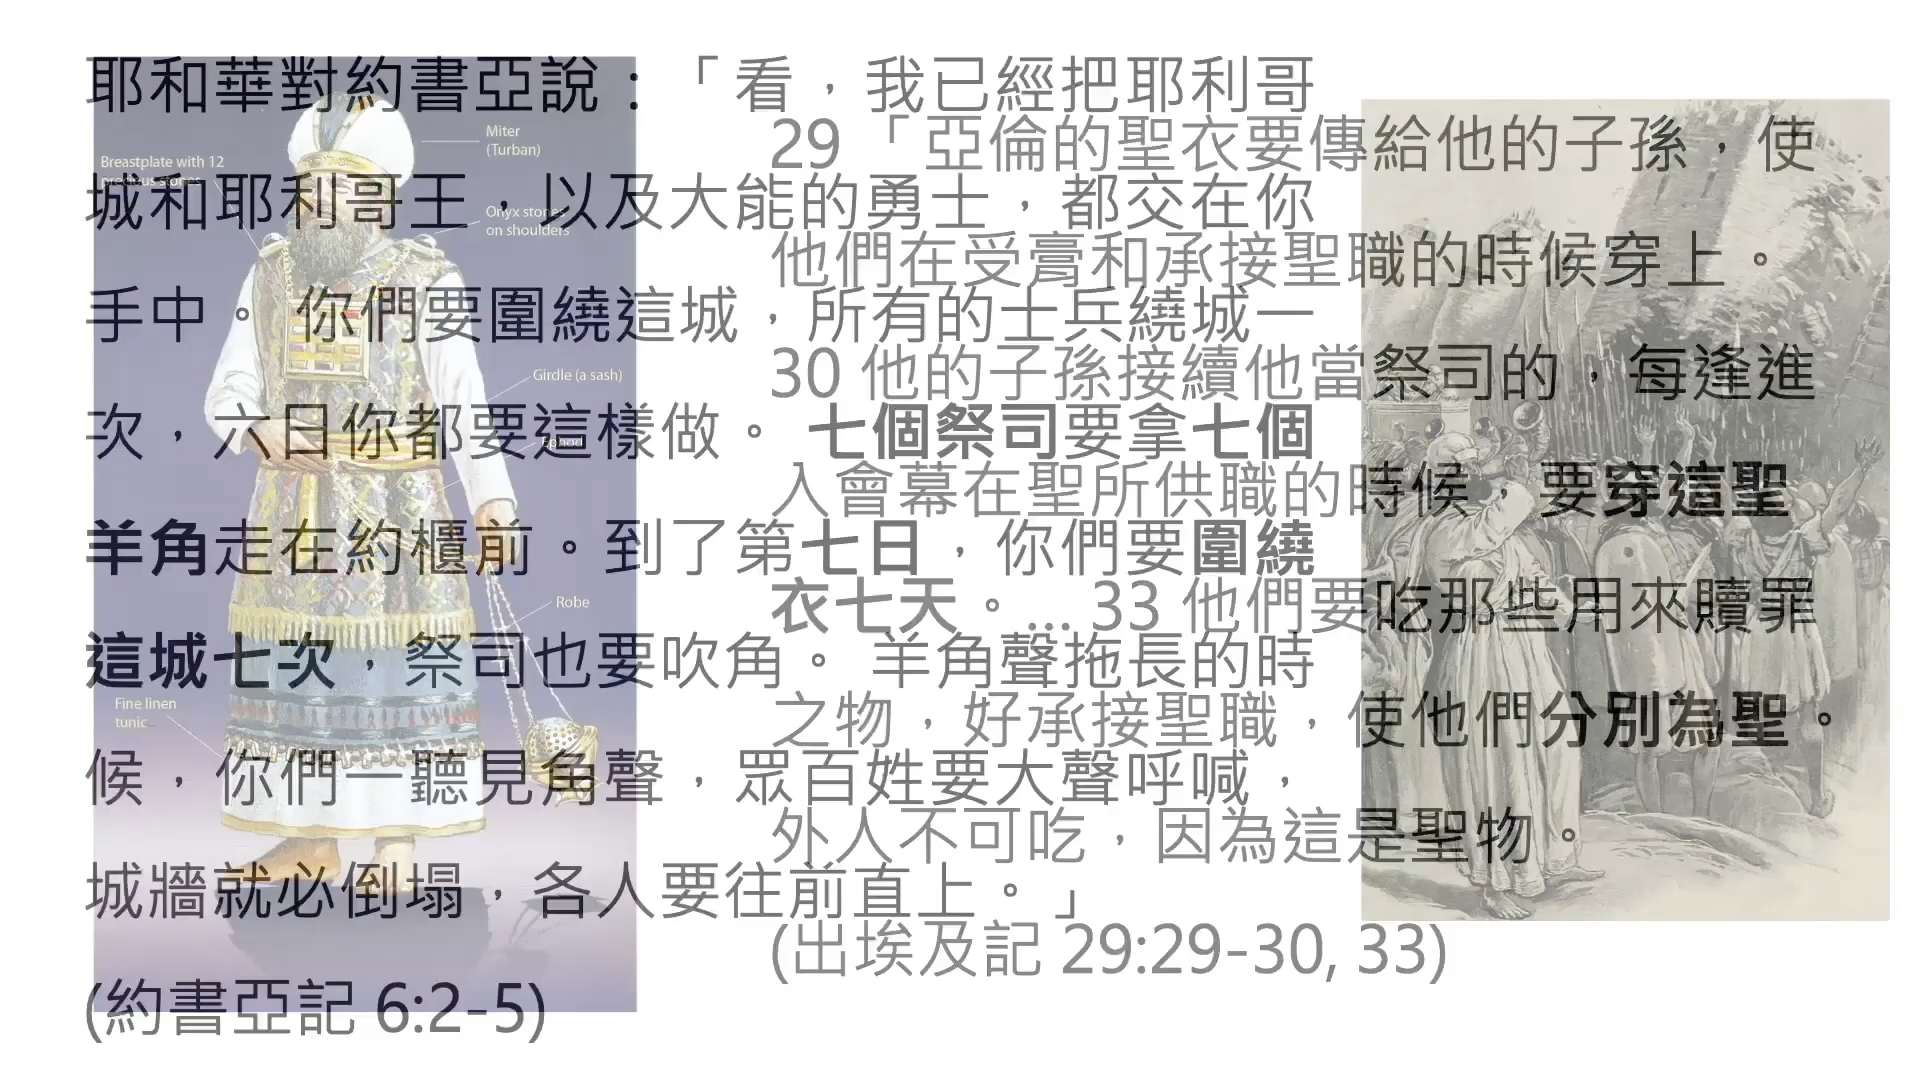 耶和華對約書亞說：「看，我已經把耶利哥
城和耶利哥王，以及大能的勇士，都交在你
手中。 你們要圍繞這城，所有的士兵繞城一
次，六日你都要這樣做。 七個祭司要拿七個
羊角走在約櫃前。到了第七日，你們要圍繞
這城七次，祭司也要吹角。 羊角聲拖長的時
候，你們一聽見角聲，眾百姓要大聲呼喊，
城牆就必倒塌，各人要往前直上。」
(約書亞記 6:2-5)
29 「亞倫的聖衣要傳給他的子孫，使
他們在受膏和承接聖職的時候穿上。
30 他的子孫接續他當祭司的，每逢進
入會幕在聖所供職的時候，要穿這聖
衣七天。 ... 33 他們要吃那些用來贖罪
之物，好承接聖職，使他們分別為聖。
外人不可吃，因為這是聖物。
(出埃及記 29:29-30, 33)
Miter
(Turban)
Breastplate with 12
precious stones
Onyx stones
on shoulders
Girdle (a sash)
Ephod
Robe
Fine linen
tunic